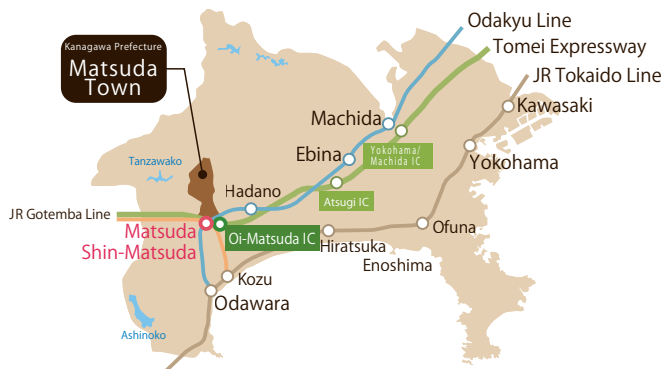 Odakyu Line
Tomei Expressway
JR Tokaido Line
Kanagawa Prefecture
Matsuda
Town
Kawasaki
Machida
Yokohama/
Machida IC
Yokohama
Ebina
Tanzawako
Hadano
Atsugi IC
JR Gotemba Line
Matsuda
Shin-Matsuda
Oi-Matsuda IC
Ofuna
Hiratsuka
Enoshima
Kozu
Odawara
Ashinoko